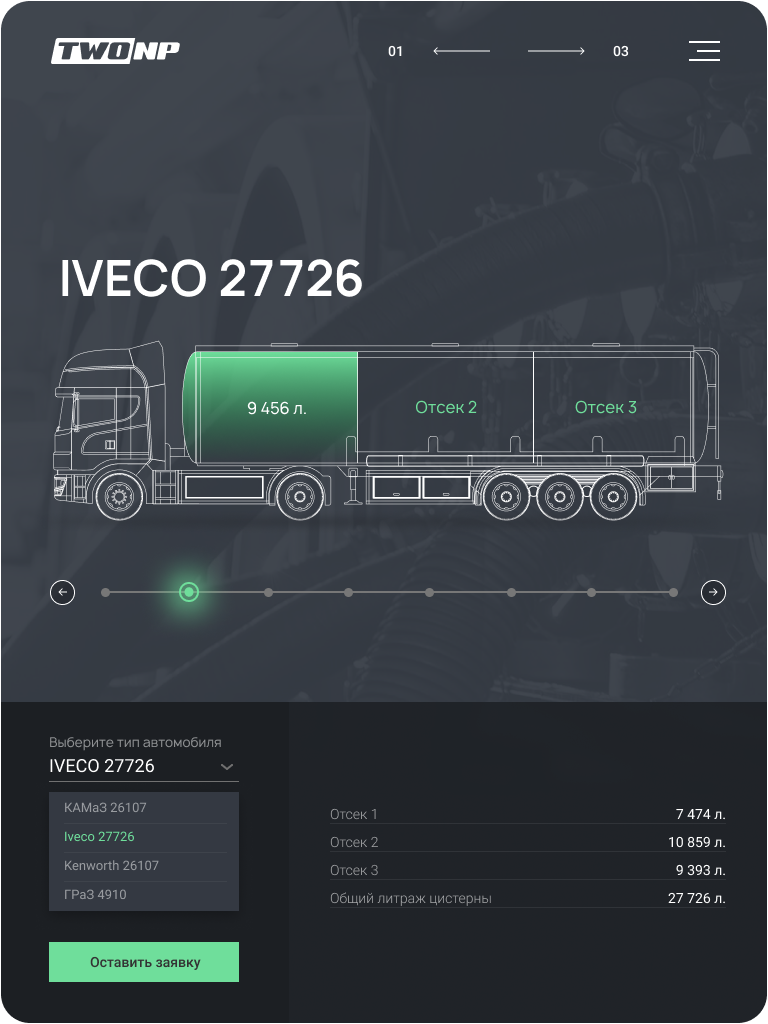 TWONP
01
03
IVECO 27726
9 456 л.
Отсек 2
Отсек 3
Выберите тип автомобиля
IVECO 27726
КАМаЗ 26107
Iveco 27726
Kenworth 26107
ГРаЗ 4910
Оставить заявку
Отсек 1 7 474 л.
Отсек 2 10 859 л.
Отсек 3 9 393 л.
Общий литраж цистерны 27 726 л.